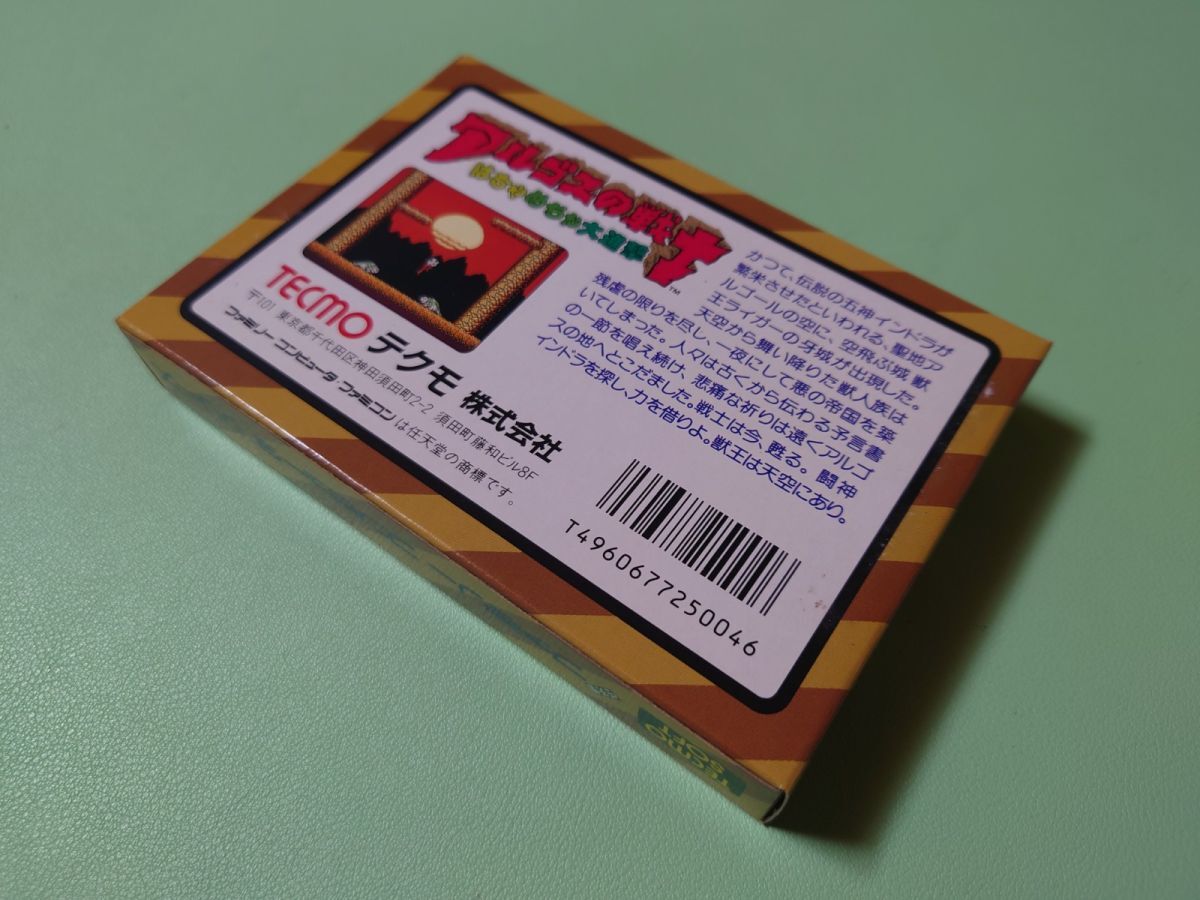 アルゴスの戦士
はちゃめちゃ大進撃
TM
かつて、伝説の五神インドラが
繁栄させたといわれる、聖地ア
ルゴールの空に、空飛ぶ城 獣
王ライガーの牙城が出現した。
天空から舞い降りた獣人族は
残虐の限りを尽し、一夜にして悪の帝国を築
いてしまった。人々は古くから伝わる予言書
の一節を唱え続け、悲痛な祈りは遠くアルゴ
スの地へとこだました。戦士は今、甦る。闘神
インドラを探し、力を借りよ。獣王は天空にあり。
TECMO テクモ 株式会社
〒101 東京都千代田区神田須田町2-2 須田町藤和ビル8F
ファミリーコンピュータ・ファミコンは任天堂の商標です。
T4960677250046
TECMO
SOFT